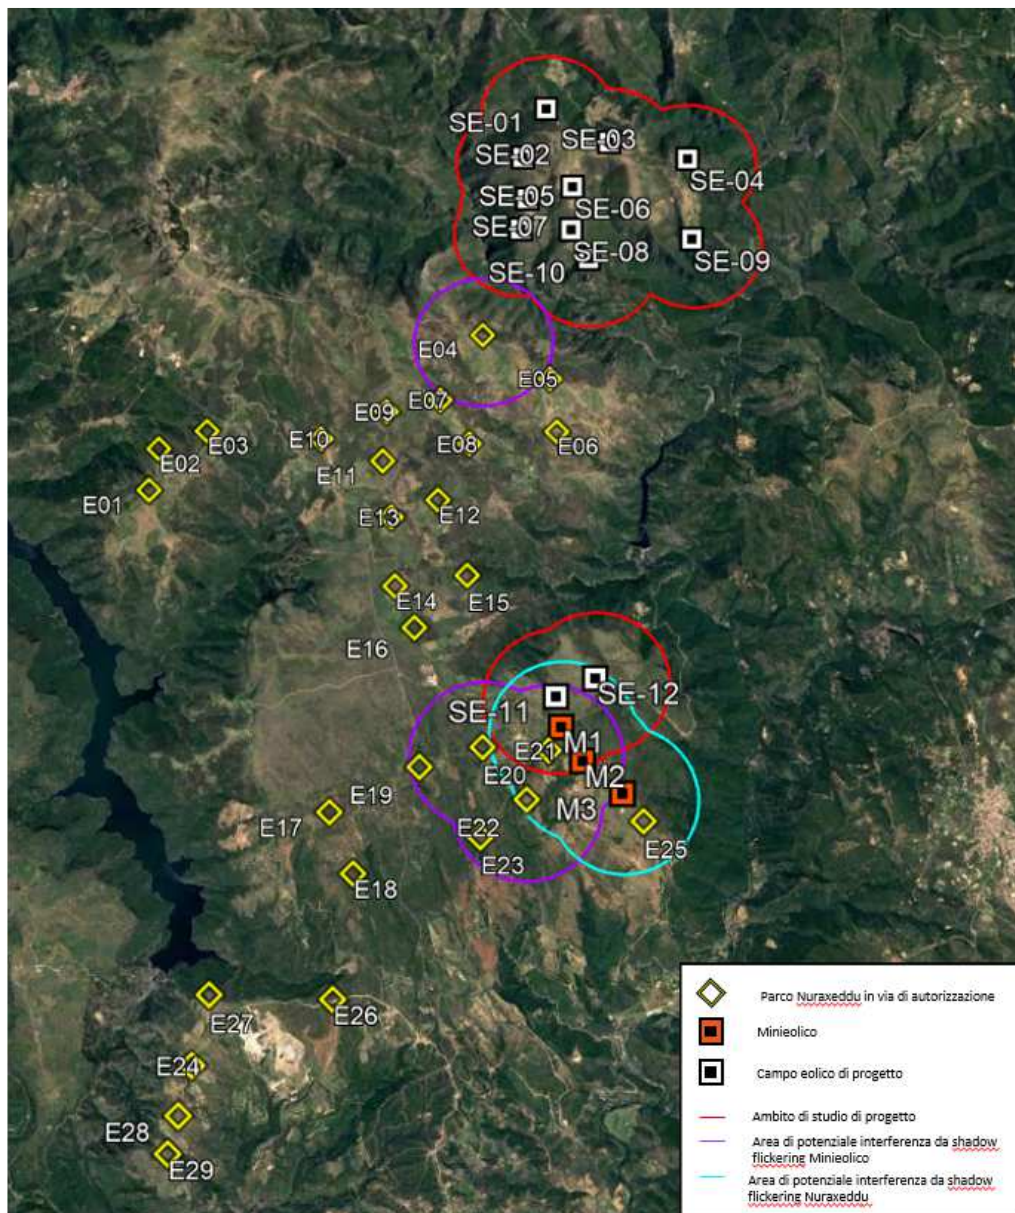 SE-01
SE-03
SE-02
SE-04
SE-05
SE-06
SE-07
SE-08
SE-09
SE-10
E04
E05
E07
E09
E10
E03
E08
E06
E02
E11
E01
E12
E13
E14
E15
E16
SE-12
SE-11
M1
E21
M2
E20
E19
M3
E17
E22
E25
E23
E18
E27
E26
E24
E28
E29
Parco Nuraxeddu in via di autorizzazione
Minieolico
Campo eolico di progetto
Ambito di studio di progetto
Area di potenziale interferenza da shadow
flickering Minieolico
Area di potenziale interferenza da shadow
flickering Nuraxeddu